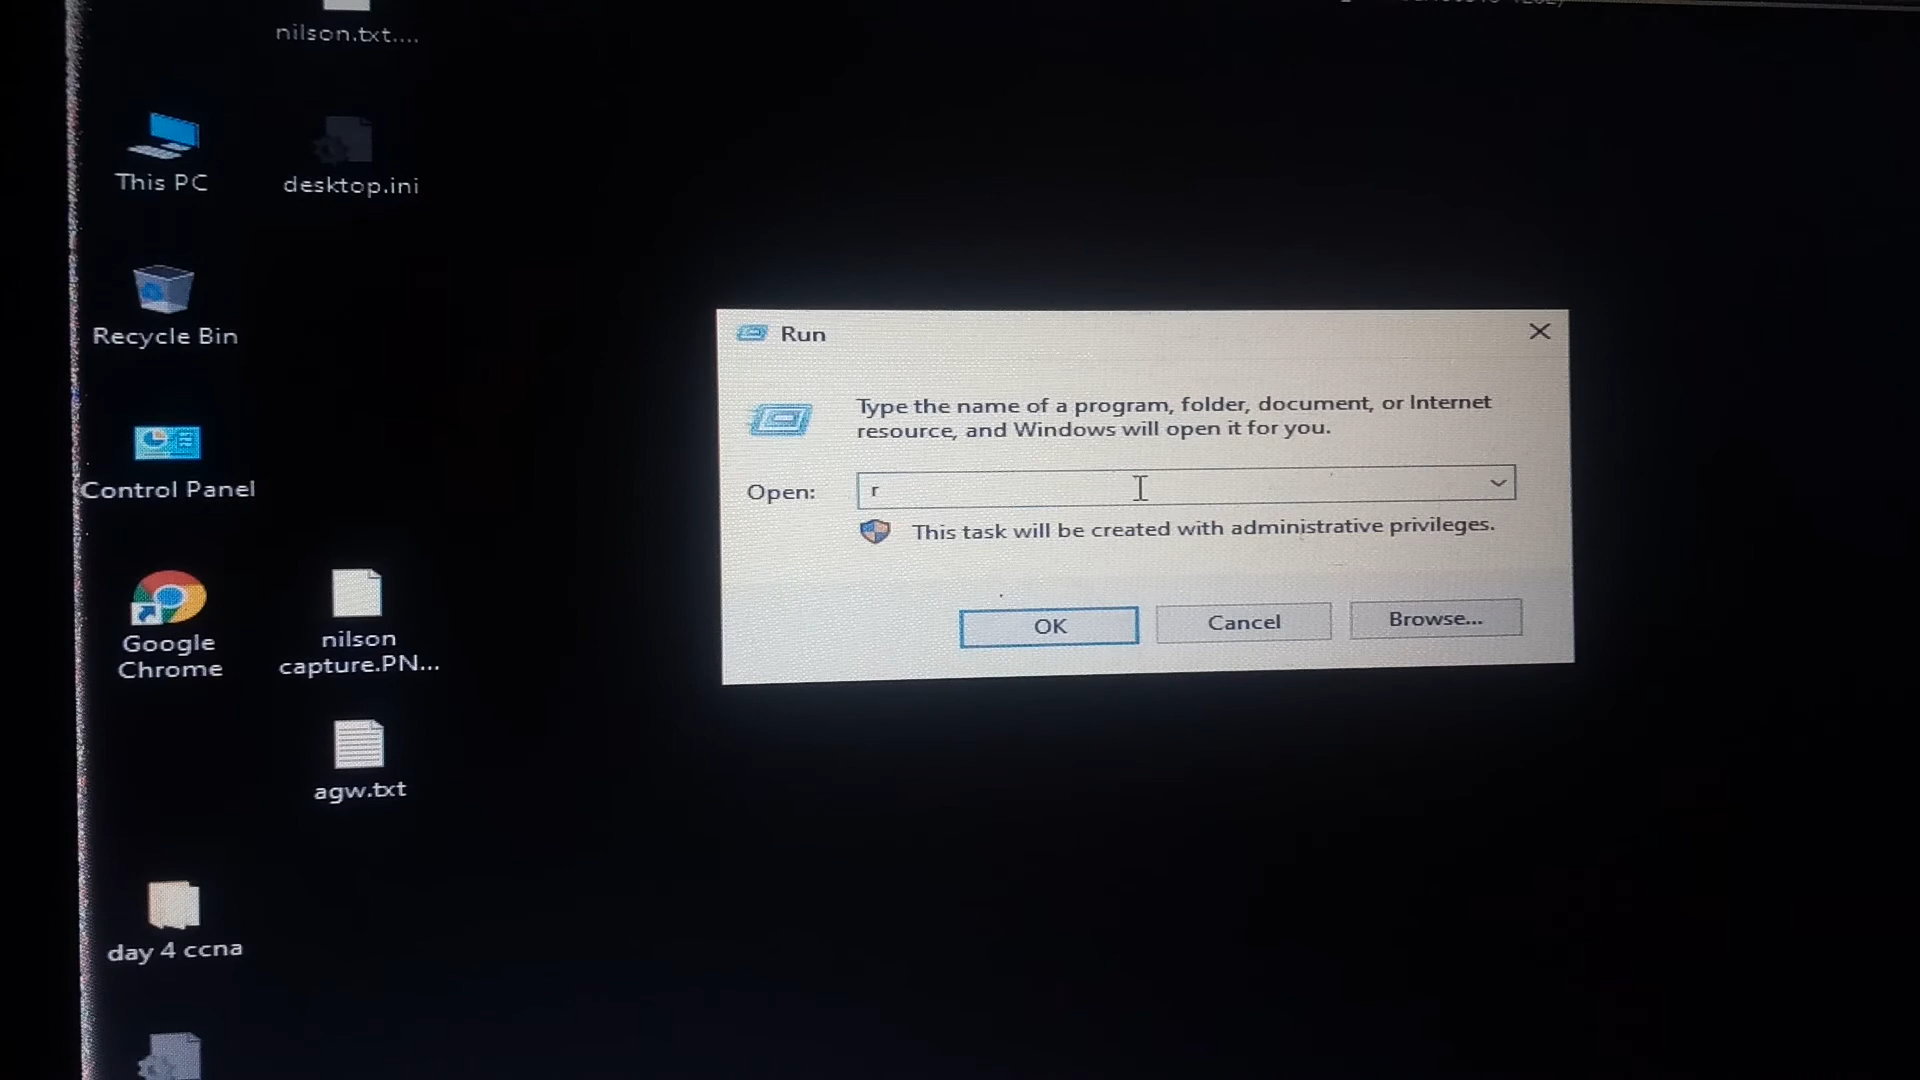 nilson.txt....
This PC
desktop.ini
Recycle Bin
Control Panel
Google
Chrome
nilson
capture.PN...
agw.txt
day 4 ccna
Run
Type the name of a program, folder, document, or Internet
resource, and Windows will open it for you.
Open:
r
This task will be created with administrative privileges.
OK
Cancel
Browse...